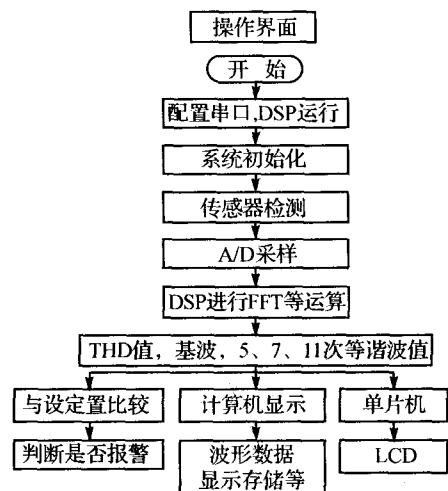 操作界面
开 始
配置串口,DSP运行
系统初始化
传感器检测
A/D采样
DSP进行FFT等运算
THD值，基波，5、7、11次等谐波值
与设定置比较
计算机显示
单片机
判断是否报警
波形数据
显示存储等
LCD